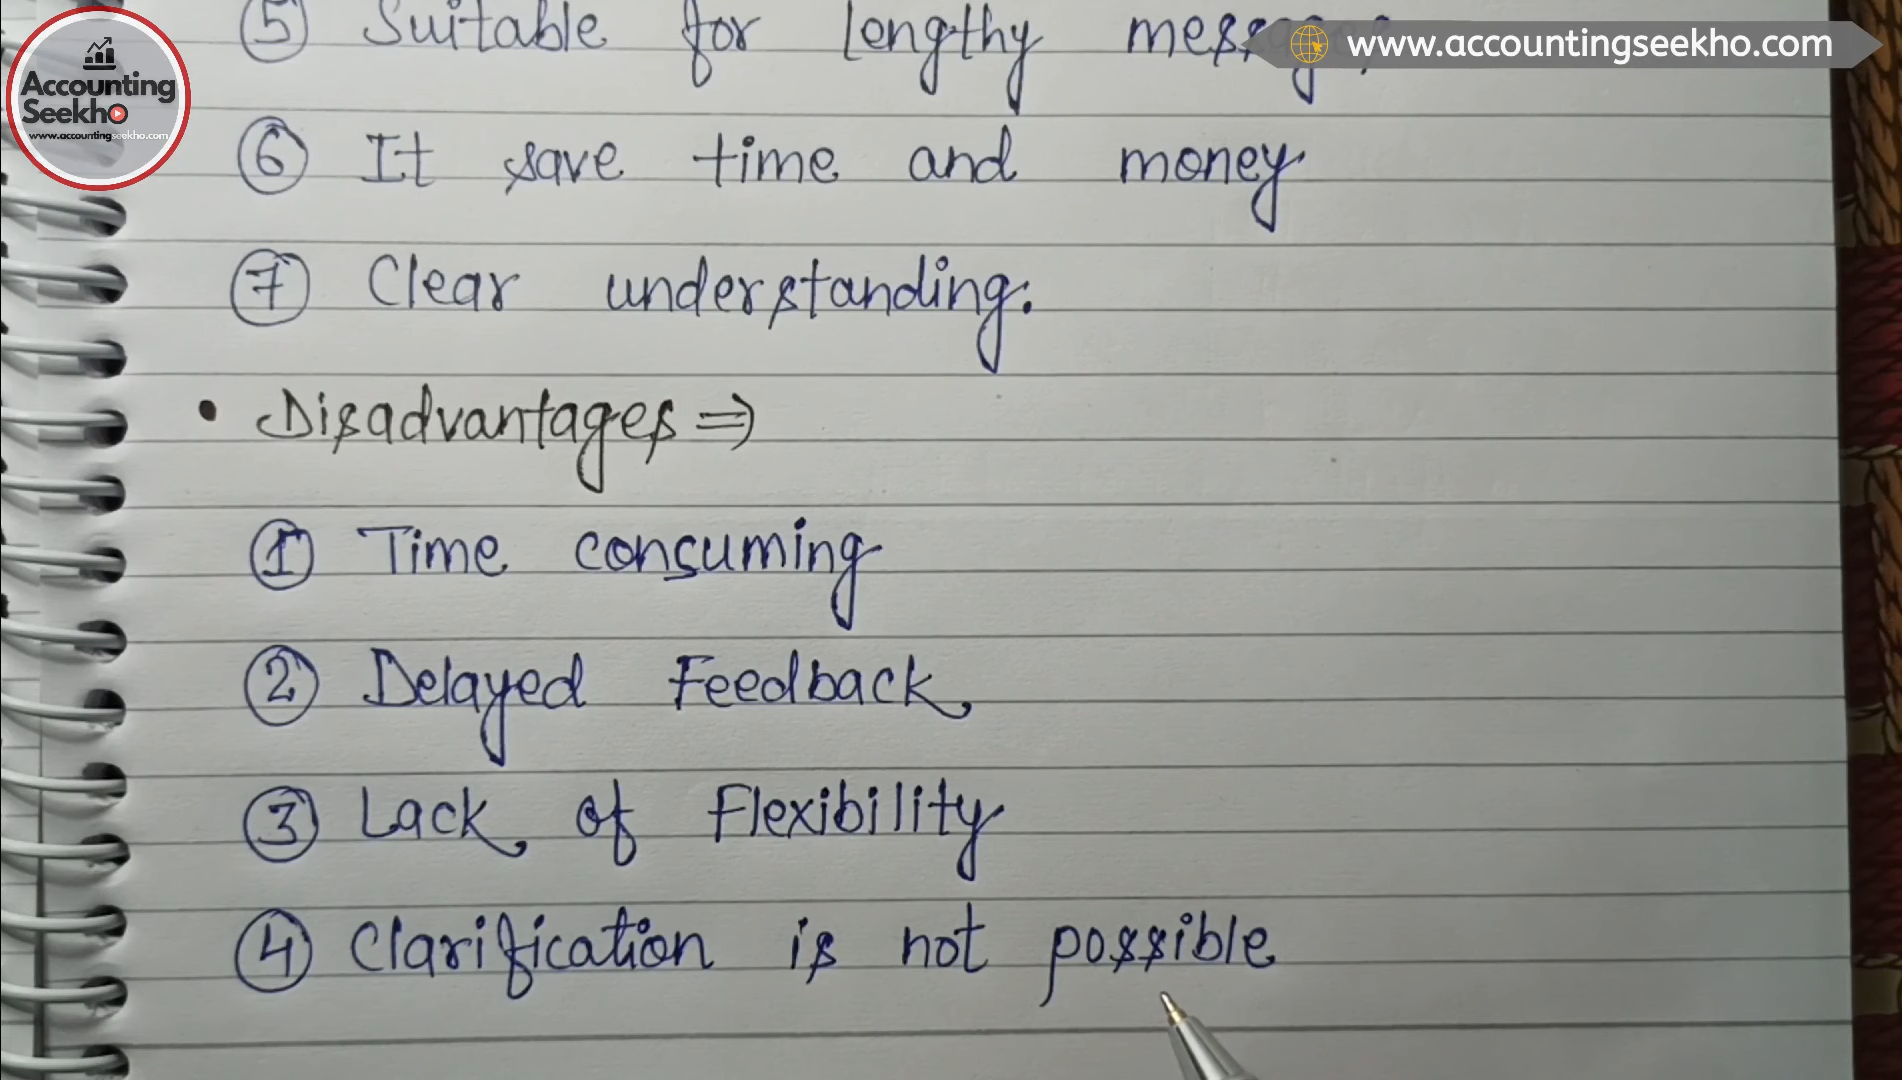 ⑤ Suitable for lengthy messages
www.accountingseekho.com
Accounting
Seekho
www.accountingseekho.com
⑥ It save time and money
⑦ Clear understanding.
• Disadvantages ⇒
① Time consuming
② Delayed Feedback
③ Lack of Flexibility
④ Clarification is not possible